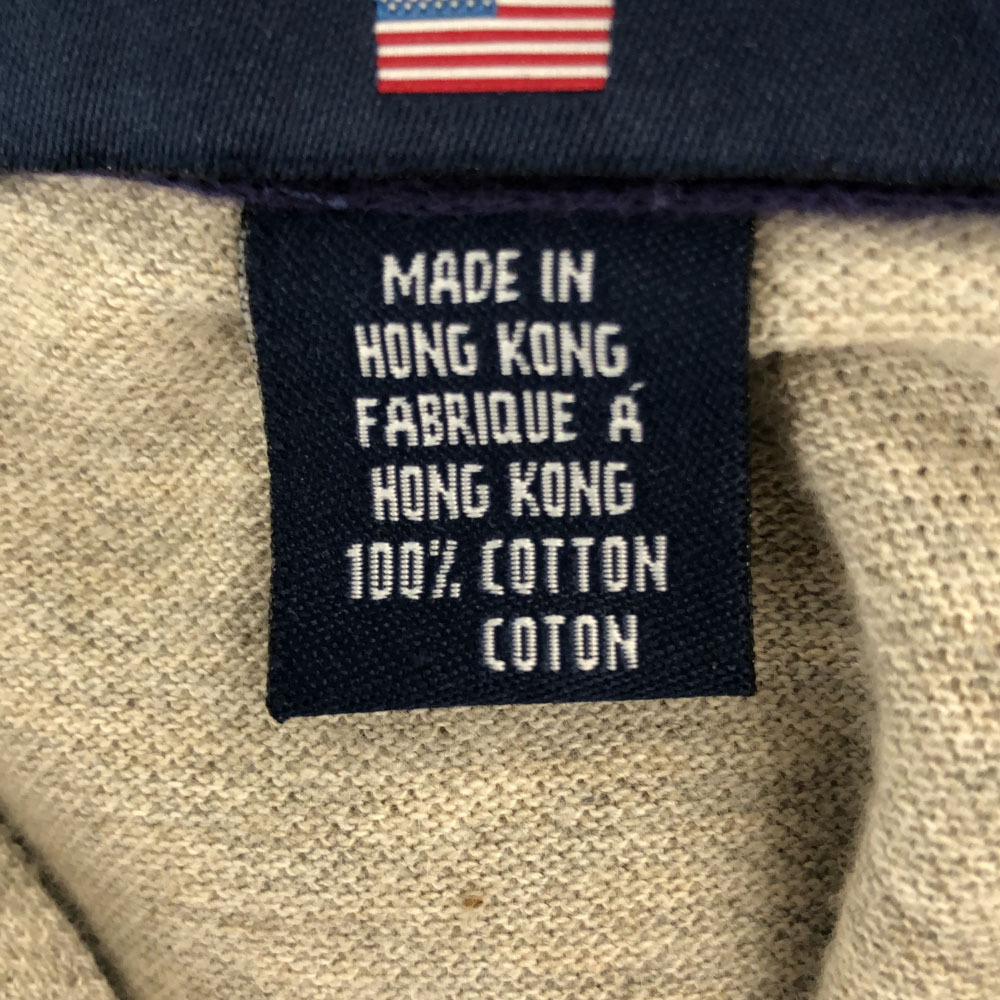 MADE IN
HONG KONG
FABRIQUE Á
HONG KONG
100% COTTON
COTON